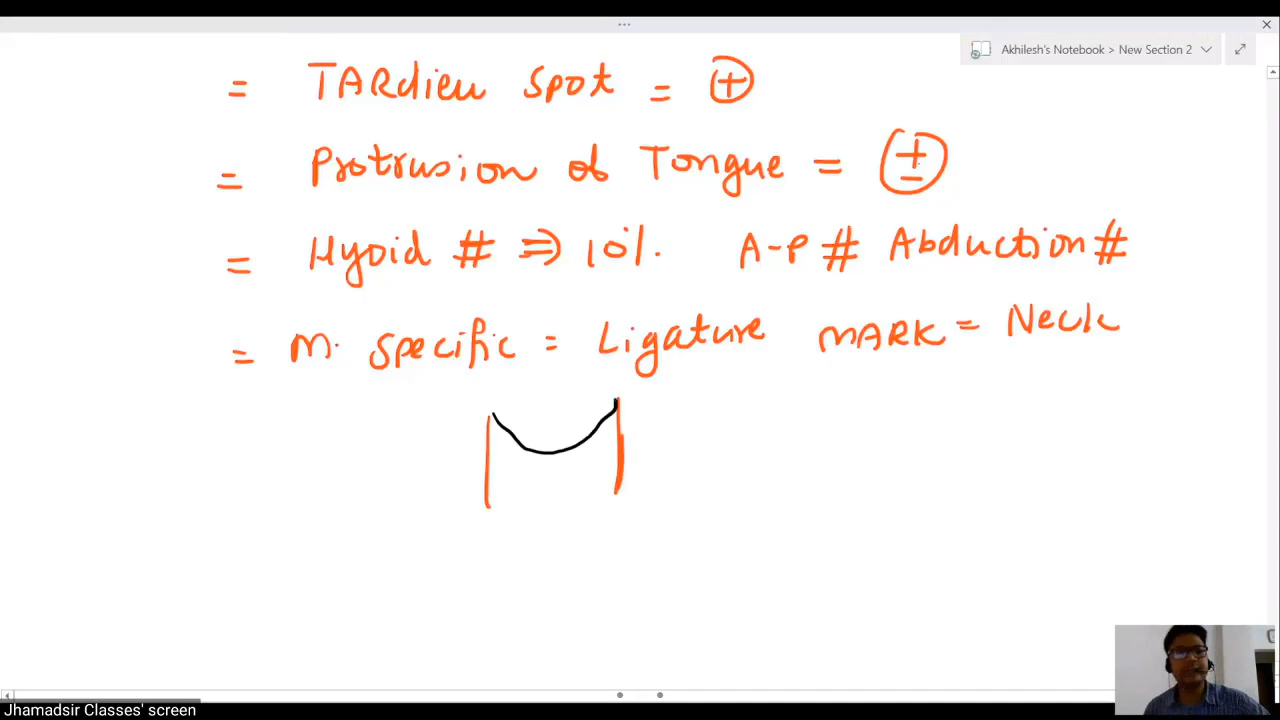 Akhilesh's Notebook > New Section 2
= TARdieu spot = +
= Protrusion of Tongue = ±
= Hyoid # ⇒ 10%. A-P # Abduction #
= M. specific = Ligature MARK = Neck
Jhamadsir Classes' screen